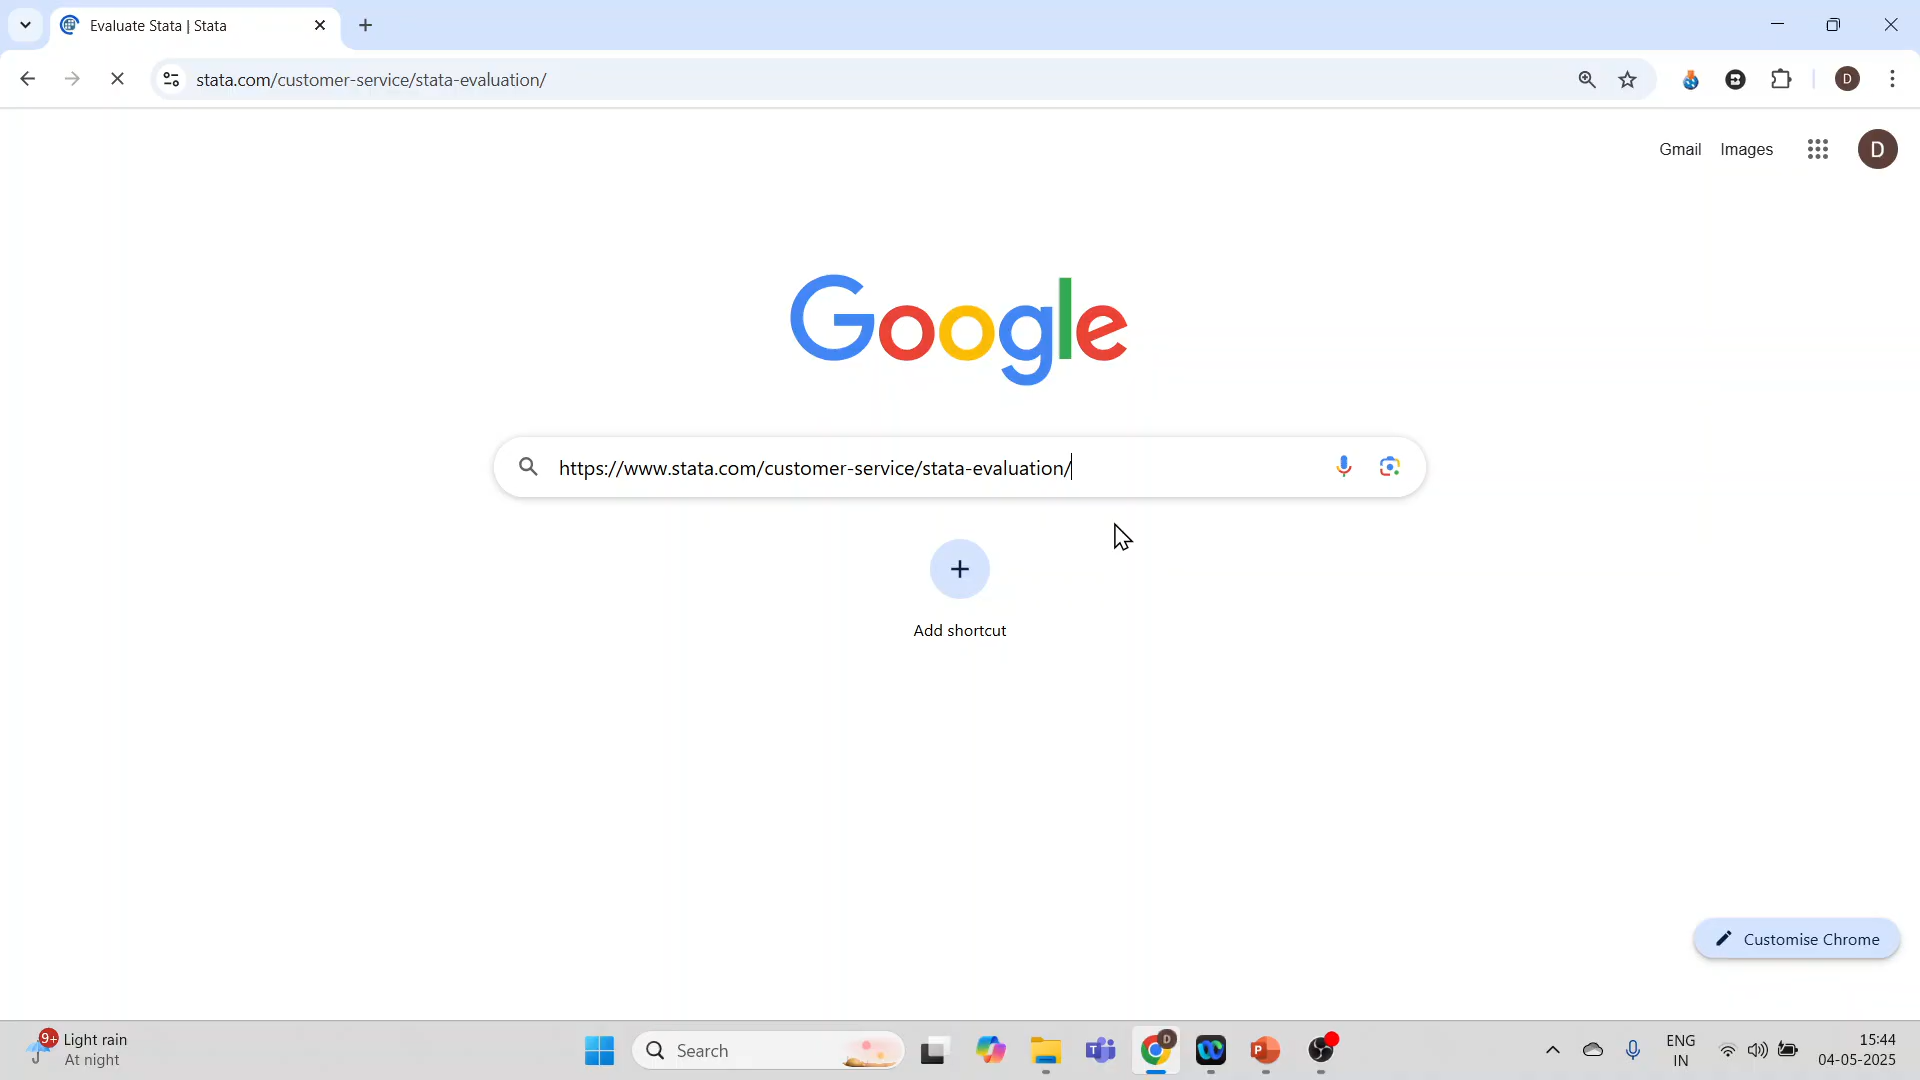 Evaluate Stata | Stata
stata.com/customer-service/stata-evaluation/
D
Gmail
Images
D
Google
https://www.stata.com/customer-service/stata-evaluation/
Add shortcut
Customise Chrome
9+
Light rain
At night
Search
D
ENG
IN
15:44
04-05-2025